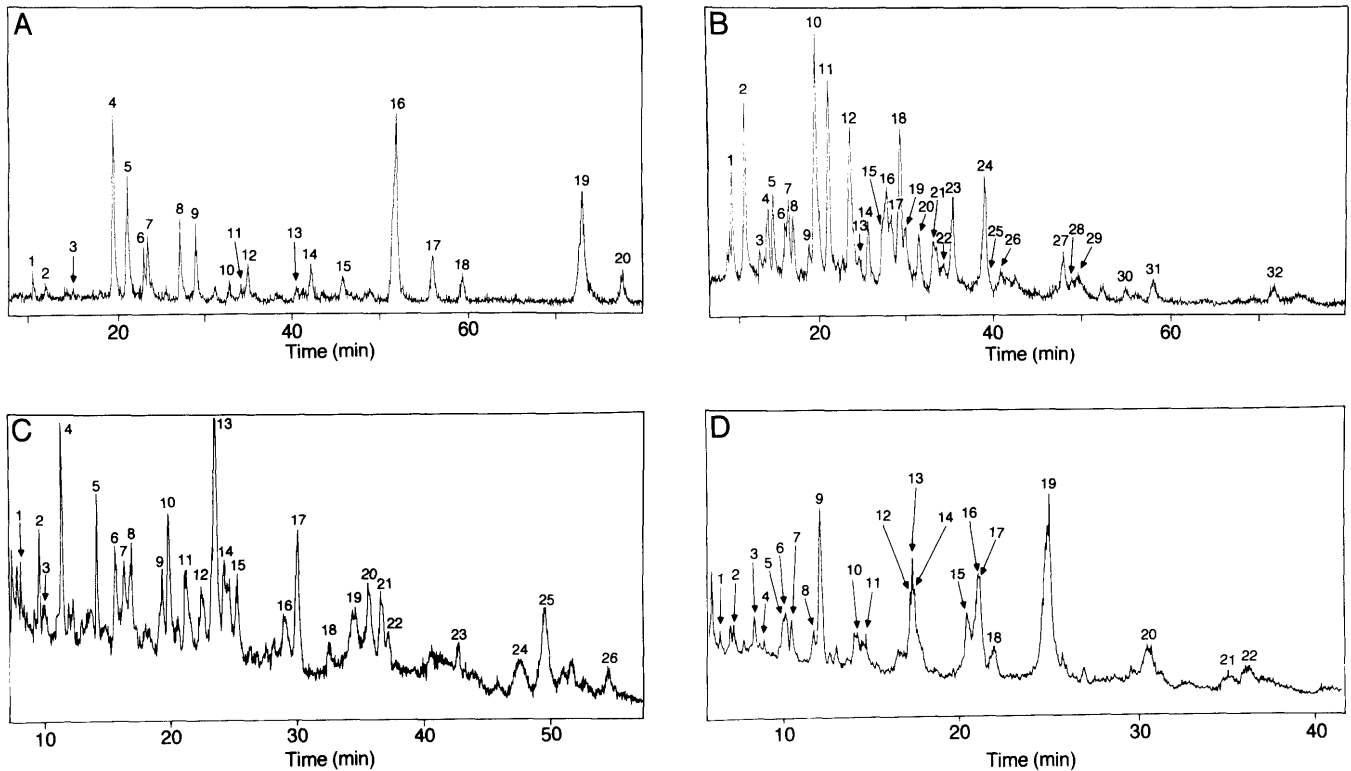 A
1 2 3 4 5 6 7 8 9 10 11 12 13 14 15 16 17 18 19 20
20 40 60
Time (min)
B
1 2 3 4 5 6 7 8 9 10 11 12 13 14 15 16 17 18 19 20 21 22 23 24 25 26 27 28 29 30 31 32
20 40 60
Time (min)
C
1 2 3 4 5 6 7 8 9 10 11 12 13 14 15 16 17 18 19 20 21 22 23 24 25 26
10 20 30 40 50
Time (min)
D
1 2 3 4 5 6 7 8 9 10 11 12 13 14 15 16 17 18 19 20 21 22
10 20 30 40
Time (min)